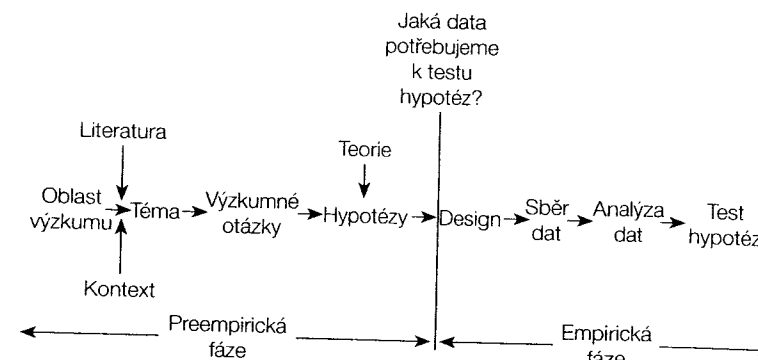 Jaká data
potřebujeme
k testu
hypotéz?
Literatura
Teorie
Oblast
výzkumu
Téma
Výzkumné
otázky
Hypotézy
Design
Sběr
dat
Analýza
dat
Test
hypotéz
Kontext
Preempirická
fáze
Empirická
fáze